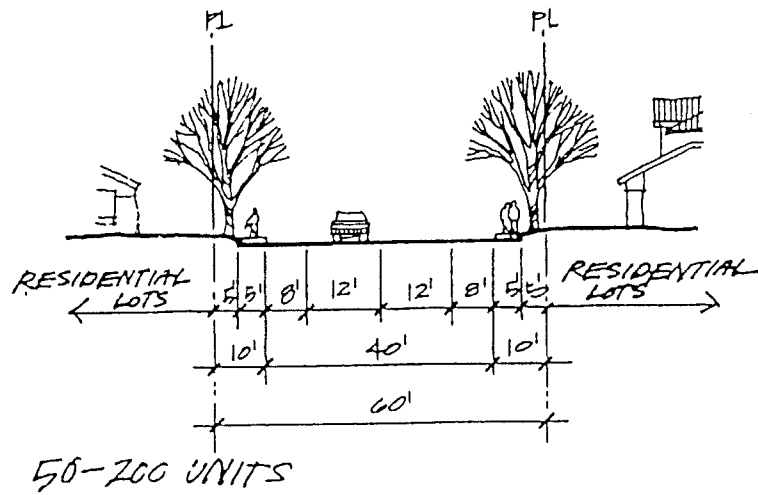 PL PL
RESIDENTIAL LOTS 5' 5' 8' 12' 12' 8' 5' 5' RESIDENTIAL LOTS
10' 40' 10'
60'
50-200 UNITS